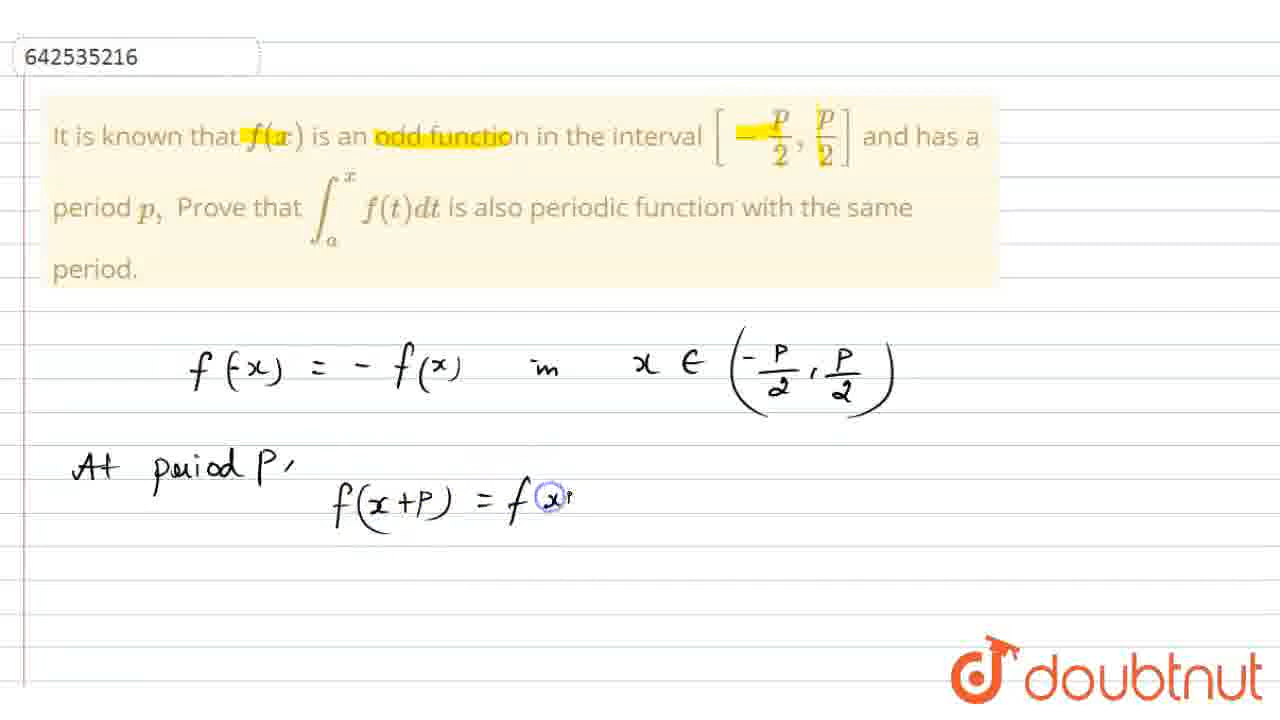 642535216
It is known that f(x) is an odd function in the interval [-p/2, p/2] and has a
period p, Prove that ∫_a^x f(t)dt is also periodic function with the same
period.
f(-x) = - f(x) in x ∈ (-P/2, P/2)
At period P,
f(x+P) = f x
doubtnut